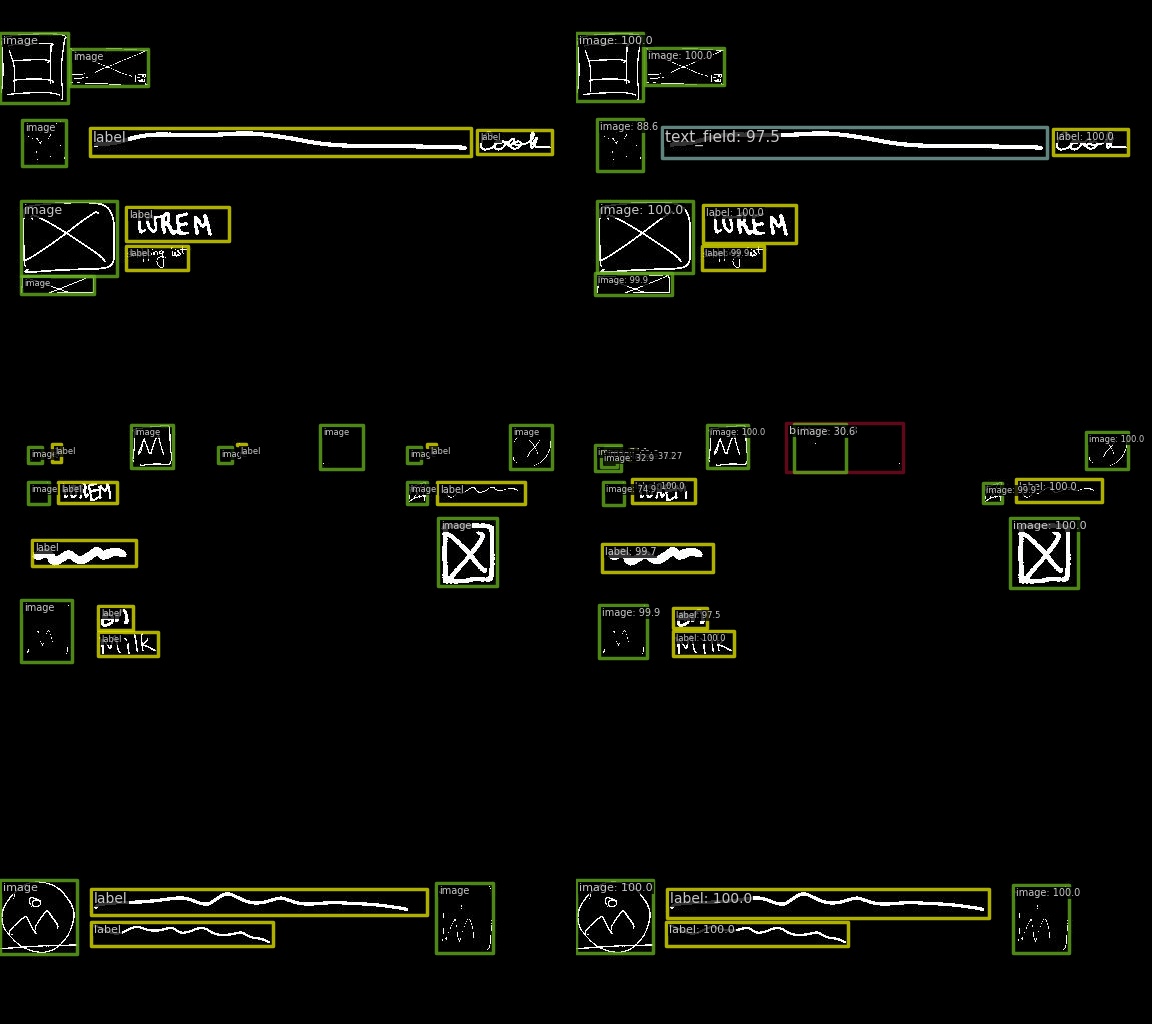 image image: 100.0
image image: 100.0
image image: 88.6
label text_field: 97.5
label label: 100.0
image image: 100.0
label LOREM label: 100.0 LOREM
label label: 99.9
image image: 99.9
image image: 100.0
image label image label image image: 30.6
image label image image: 100.0
image: 32.9 37.27
image label LOREM image: 74.9 100.0 LOREM
image label image: 99.9 label: 100.0
image image: 100.0
label label: 99.7
image image: 99.9
label label: 97.5
label Milk label: 100.0 Milk
image image: 100.0
label label: 100.0
image image: 100.0
label label: 100.0